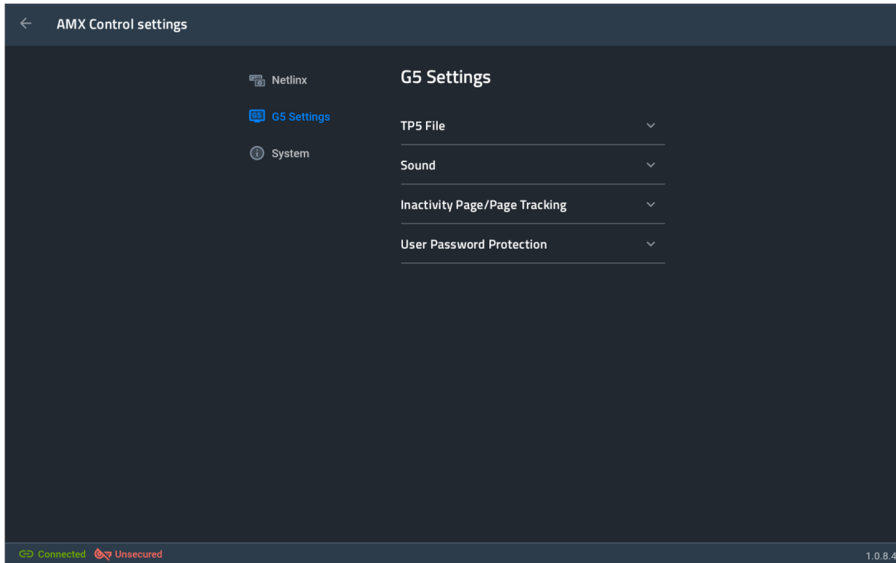 AMX Control settings
Netlinx
G5 Settings
System
G5 Settings
TP5 File
Sound
Inactivity Page/Page Tracking
User Password Protection
Connected
Unsecured
1.0.8.4